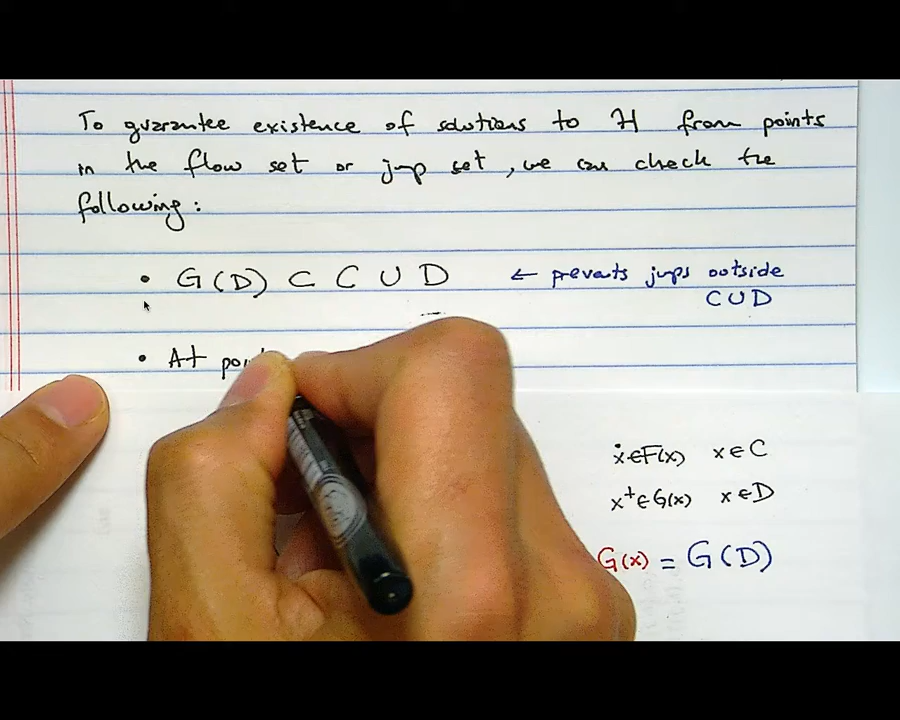 To guarantee existence of solutions to H from points
in the flow set or jump set, we can check the
following:
• G(D) ⊂ C ∪ D ← prevents jumps outside
C ∪ D
• At
ẋ ∈ F(x) x ∈ C
x⁺ ∈ G(x) x ∈ D
G(x) = G(D)